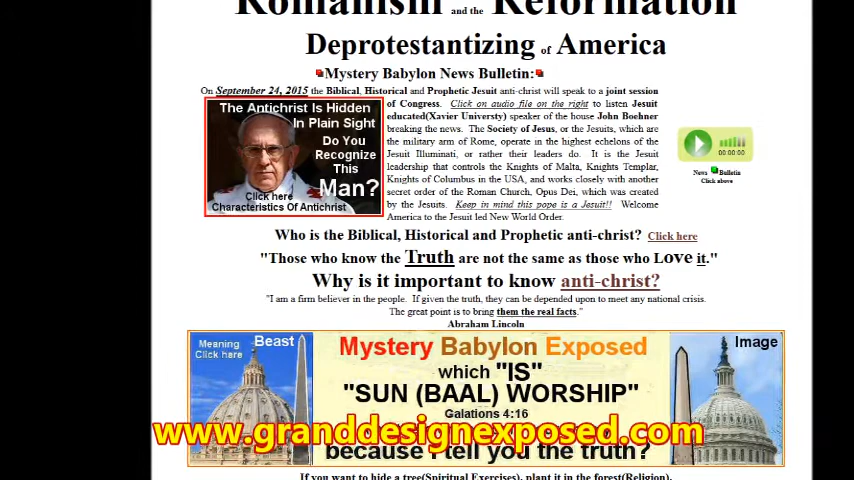 Romanism and the Reformation
Deprotestantizing of America
Mystery Babylon News Bulletin:
On September 24, 2015 the Biblical, Historical and Prophetic Jesuit anti-christ will speak to a joint session
of Congress. Click on audio file on the right to listen Jesuit
educated(Xavier Universty) speaker of the house John Boehner
breaking the news. The Society of Jesus, or the Jesuits, which are
the military arm of Rome, operate in the highest echelons of the
Jesuit Illuminati, or rather their leaders do. It is the Jesuit
leadership that controls the Knights of Malta, Knights Templar,
Knights of Columbus in the USA, and works closely with another
secret order of the Roman Church, Opus Dei, which was created
by the Jesuits. Keep in mind this pope is a Jesuit!! Welcome
America to the Jesuit led New World Order.
The Antichrist Is Hidden
In Plain Sight
Do You
Recognize
This
Man?
Click here
Characteristics Of Antichrist
00:00:00
News Bulletin
Click above
Who is the Biblical, Historical and Prophetic anti-christ? Click here
"Those who know the Truth are not the same as those who Love it."
Why is it important to know anti-christ?
"I am a firm believer in the people. If given the truth, they can be depended upon to meet any national crisis.
The great point is to bring them the real facts."
Abraham Lincoln
Meaning
Click here
Beast
Mystery Babylon Exposed
which "IS"
"SUN (BAAL) WORSHIP"
Galations 4:16
Image
www.granddesignexposed.com
because I tell you the truth?
If you want to hide a tree(Spiritual Exercises), plant it in the forest(Religion).